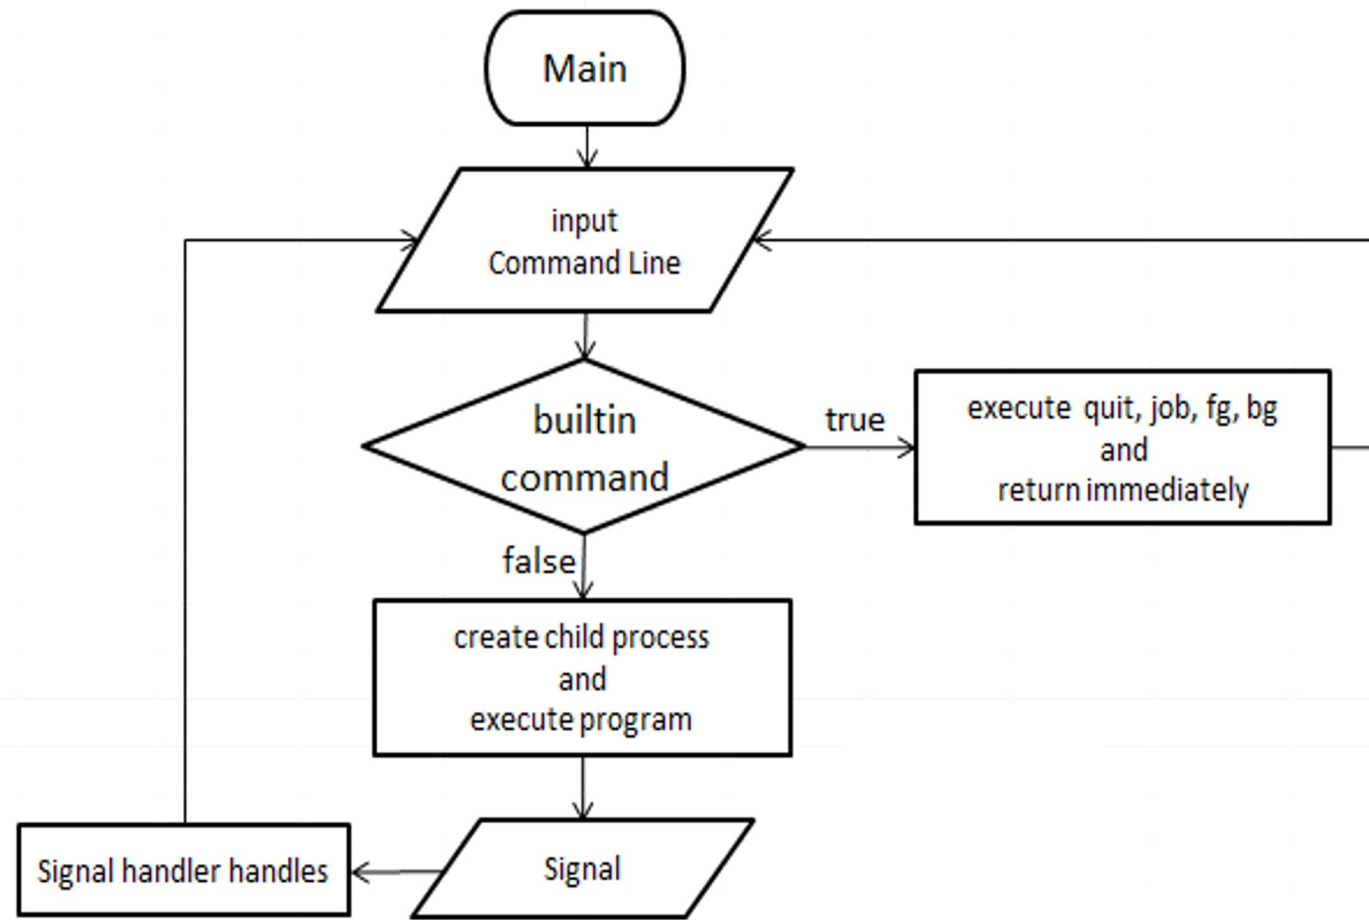 Main
input
Command Line
builtin
command
true
execute quit, job, fg, bg
and
return immediately
false
create child process
and
execute program
Signal handler handles
Signal